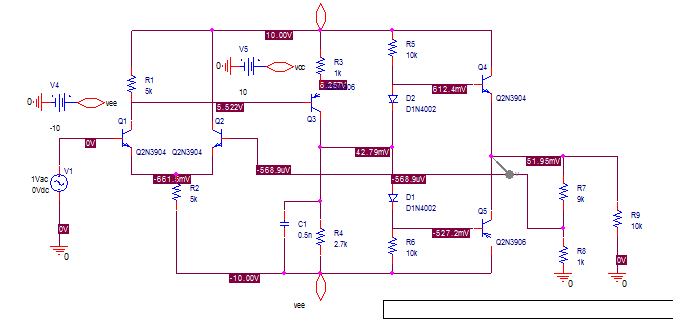 10.00V
V5
R3
1k
R5
10k
Q4
0
vcc
V4
R1
5k
6.257V
06
Q2N3904
0
vee
10
Q3
612.4mV
D2
D1N4002
-10
5.522V
Q1
Q2
0V
Q2N3904
Q2N3904
42.79mV
51.95mV
V1
1Vac
0Vdc
-568.9uV
-568.9uV
R2
5k
D1
D1N4002
R7
9k
R9
10k
C1
0.5n
R4
2.7k
Q5
-527.2mV
0V
R6
10k
Q2N3906
R8
1k
0V
0
-10.00V
0
0
vee